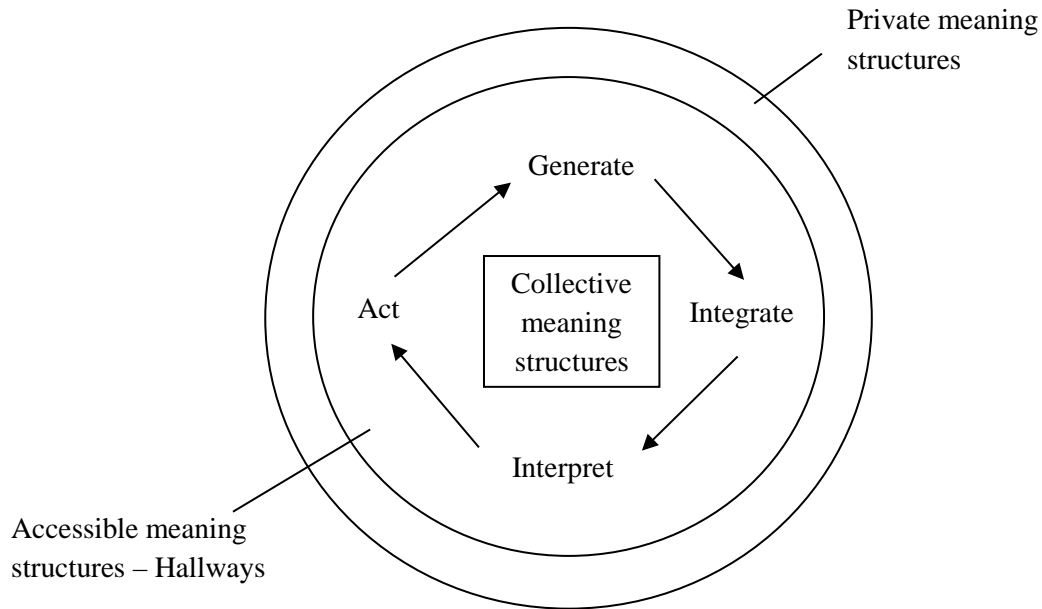 Private meaning
structures
Generate
Collective
meaning
structures
Act
Integrate
Interpret
Accessible meaning
structures – Hallways